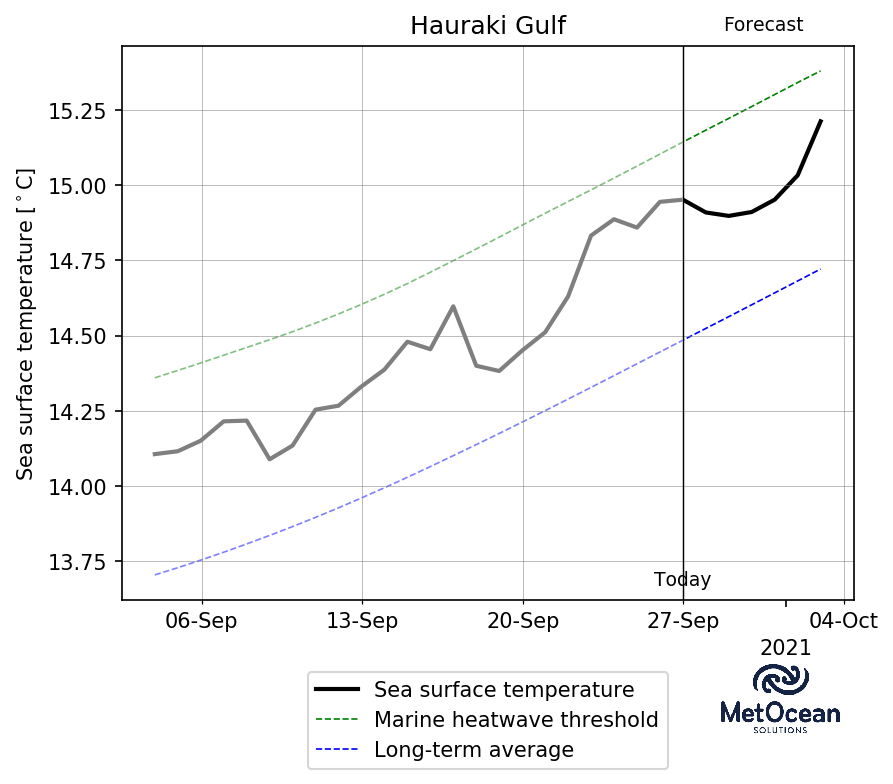 Hauraki Gulf
Forecast
Sea surface temperature [°C]
15.25
15.00
14.75
14.50
14.25
14.00
13.75
Today
06-Sep 13-Sep 20-Sep 27-Sep 04-Oct
2021
Sea surface temperature
Marine heatwave threshold
Long-term average
MetOcean
SOLUTIONS